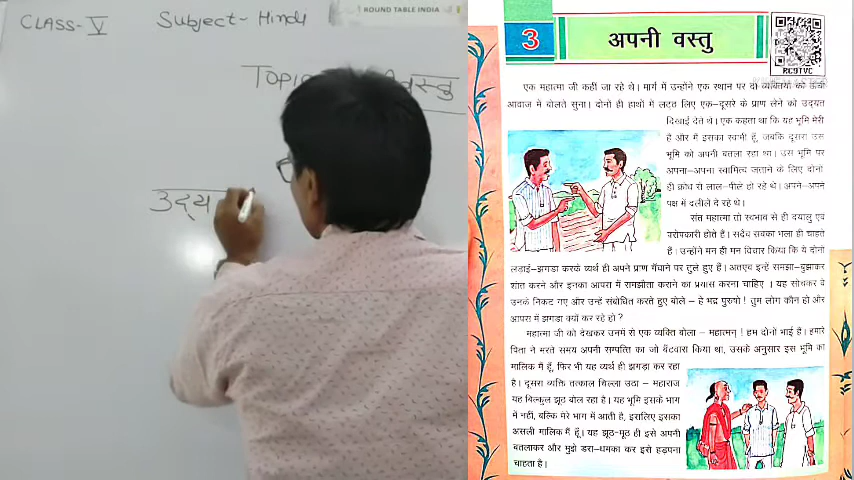 CLASS- V Subject- Hindi
ROUND TABLE INDIA
TOPIC वस्तु
उद्य
3 अपनी वस्तु
RC9TVC
एक महात्मा जी कहीं जा रहे थे। मार्ग में उन्होंने एक स्थान पर दो व्यक्तियों को ऊँची
आवाज में बोलते सुना। दोनों ही हाथों में लट्ठ लिए एक-दूसरे के प्राण लेने को उद्यत
दिखाई देते थे। एक कहता था कि यह भूमि मेरी
है और मैं इसका स्वामी हूँ, जबकि दूसरा उस
भूमि को अपनी बतला रहा था। उस भूमि पर
अपना-अपना स्वामित्व जताने के लिए दोनों
ही क्रोध से लाल-पीले हो रहे थे। अपने-अपने
पक्ष में दलीलें दे रहे थे।
संत महात्मा तो स्वभाव से ही दयालु एवं
परोपकारी होते हैं। सदैव सबका भला ही चाहते
हैं। उन्होंने मन ही मन विचार किया कि ये दोनों
लड़ाई-झगड़ा करके व्यर्थ ही अपने प्राण गँवाने पर तुले हुए हैं। अतएव इन्हें समझा-बुझाकर
शांत करने और इनका आपस में समझौता कराने का प्रयास करना चाहिए । यह सोचकर वे
उनके निकट गए और उन्हें संबोधित करते हुए बोले – हे भद्र पुरुषो ! तुम लोग कौन हो और
आपस में झगड़ा क्यों कर रहे हो ?
महात्मा जी को देखकर उनमें से एक व्यक्ति बोला – महात्मन् ! हम दोनों भाई हैं। हमारे
पिता ने मरते समय अपनी सम्पत्ति का जो बँटवारा किया था, उसके अनुसार इस भूमि का
मालिक मैं हूँ, फिर भी यह व्यर्थ ही झगड़ा कर रहा
है। दूसरा व्यक्ति तत्काल चिल्ला उठा – महाराज
यह बिल्कुल झूठ बोल रहा है। यह भूमि इसके भाग
में नहीं, बल्कि मेरे भाग में आती है, इसलिए इसका
असली मालिक मैं हूँ। यह झूठ-मूठ ही इसे अपनी
बतलाकर और मुझे डरा-धमका कर इसे हड़पना
चाहता है।